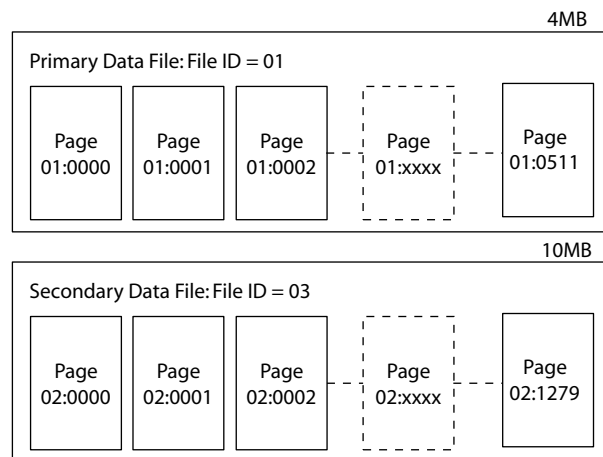 4MB
Primary Data File: File ID = 01
Page 01:0000
Page 01:0001
Page 01:0002
Page 01:xxxx
Page 01:0511
10MB
Secondary Data File: File ID = 03
Page 02:0000
Page 02:0001
Page 02:0002
Page 02:xxxx
Page 02:1279